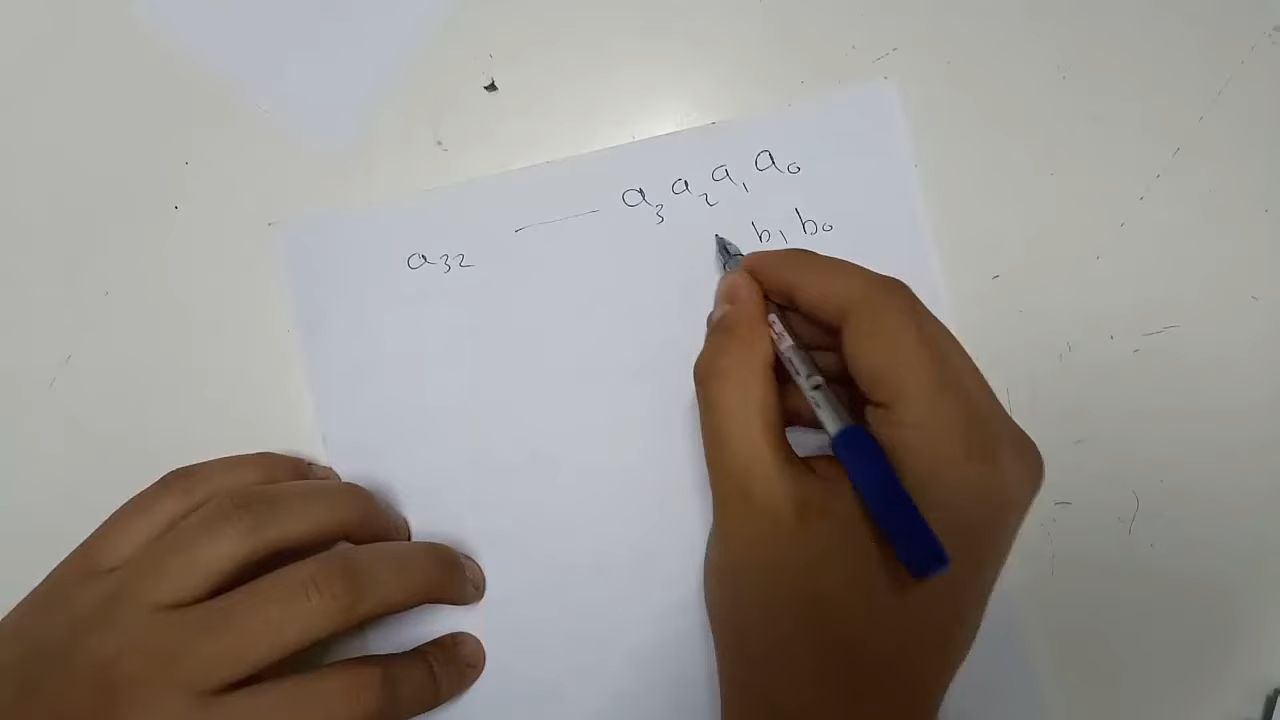 a₃₂ —— a₃ a₂ a₁ a₀
b₁ b₀